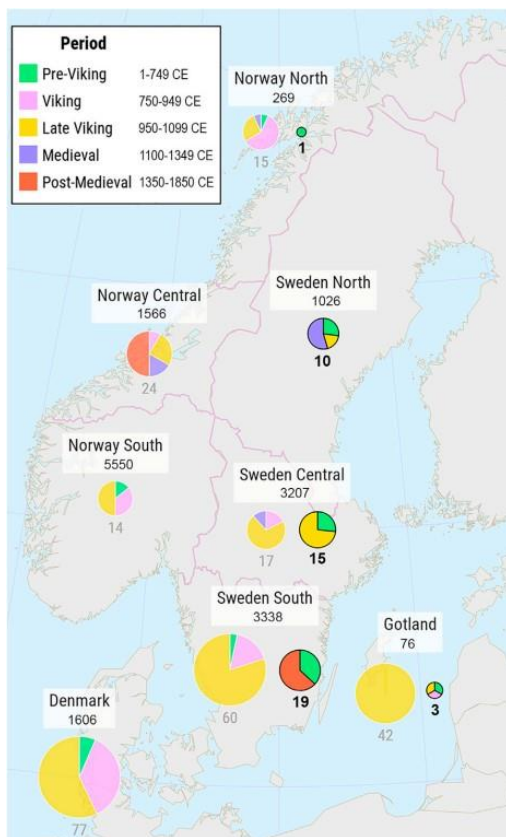 Period
Pre-Viking 1-749 CE
Viking 750-949 CE
Late Viking 950-1099 CE
Medieval 1100-1349 CE
Post-Medieval 1350-1850 CE
Norway North
269
15
1
Sweden North
1026
10
Norway Central
1566
24
Norway South
5550
14
Sweden Central
3207
17
15
Sweden South
3338
60
19
Gotland
76
42
3
Denmark
1606
77